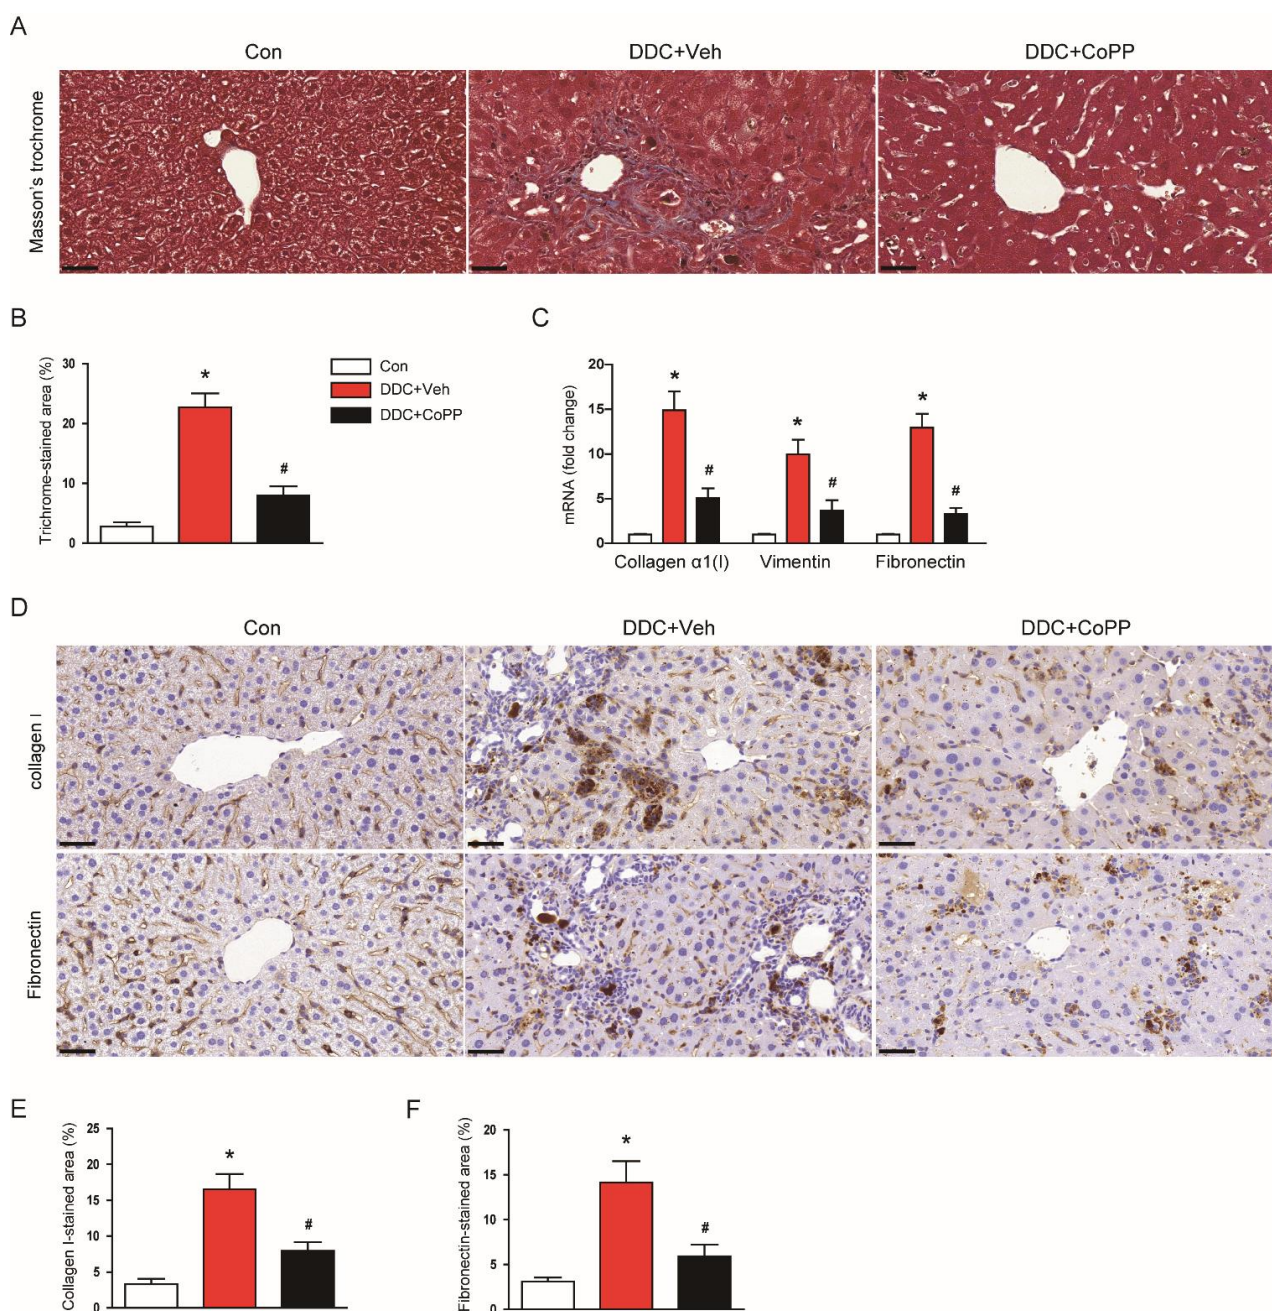 A
Con DDC+Veh DDC+CoPP
Masson's trochrome
B
Trichrome-stained area (%)
30
20
10
0
*
#
Con
DDC+Veh
DDC+CoPP
C
mRNA (fold change)
20
15
10
5
0
* # * # * #
Collagen α1(I) Vimentin Fibronectin
D
Con DDC+Veh DDC+CoPP
collagen I
Fibronectin
E
Collagen I-stained area (%)
25
20
15
10
5
0
*
#
F
Fibronectin-stained area (%)
20
15
10
5
0
*
#